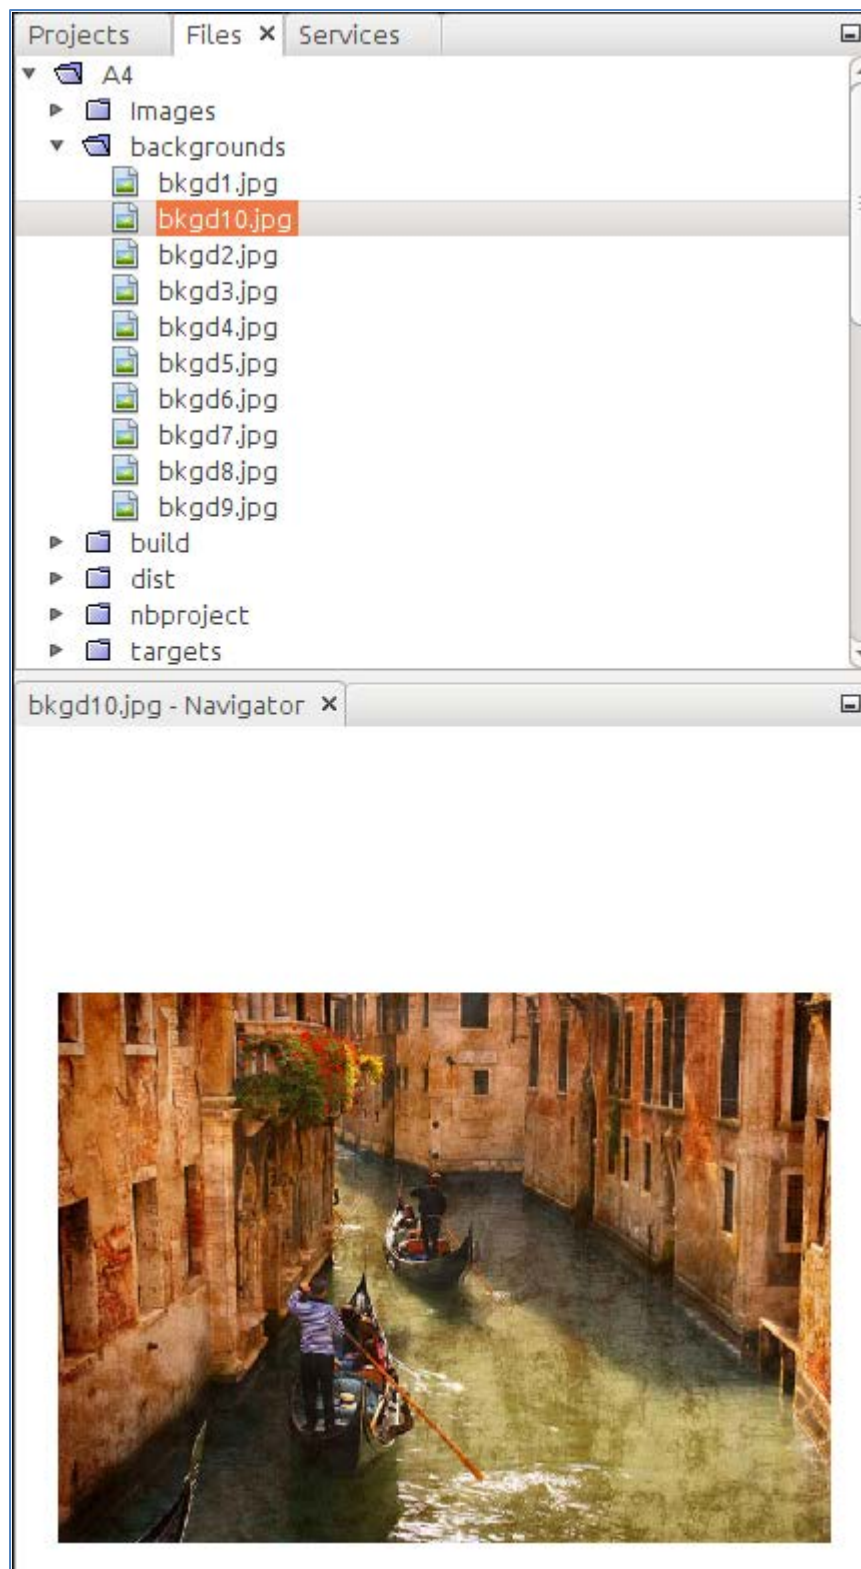 Projects Files Services
A4
Images
backgrounds
bkgd1.jpg
bkgd10.jpg
bkgd2.jpg
bkgd3.jpg
bkgd4.jpg
bkgd5.jpg
bkgd6.jpg
bkgd7.jpg
bkgd8.jpg
bkgd9.jpg
build
dist
nbproject
targets
bkgd10.jpg - Navigator